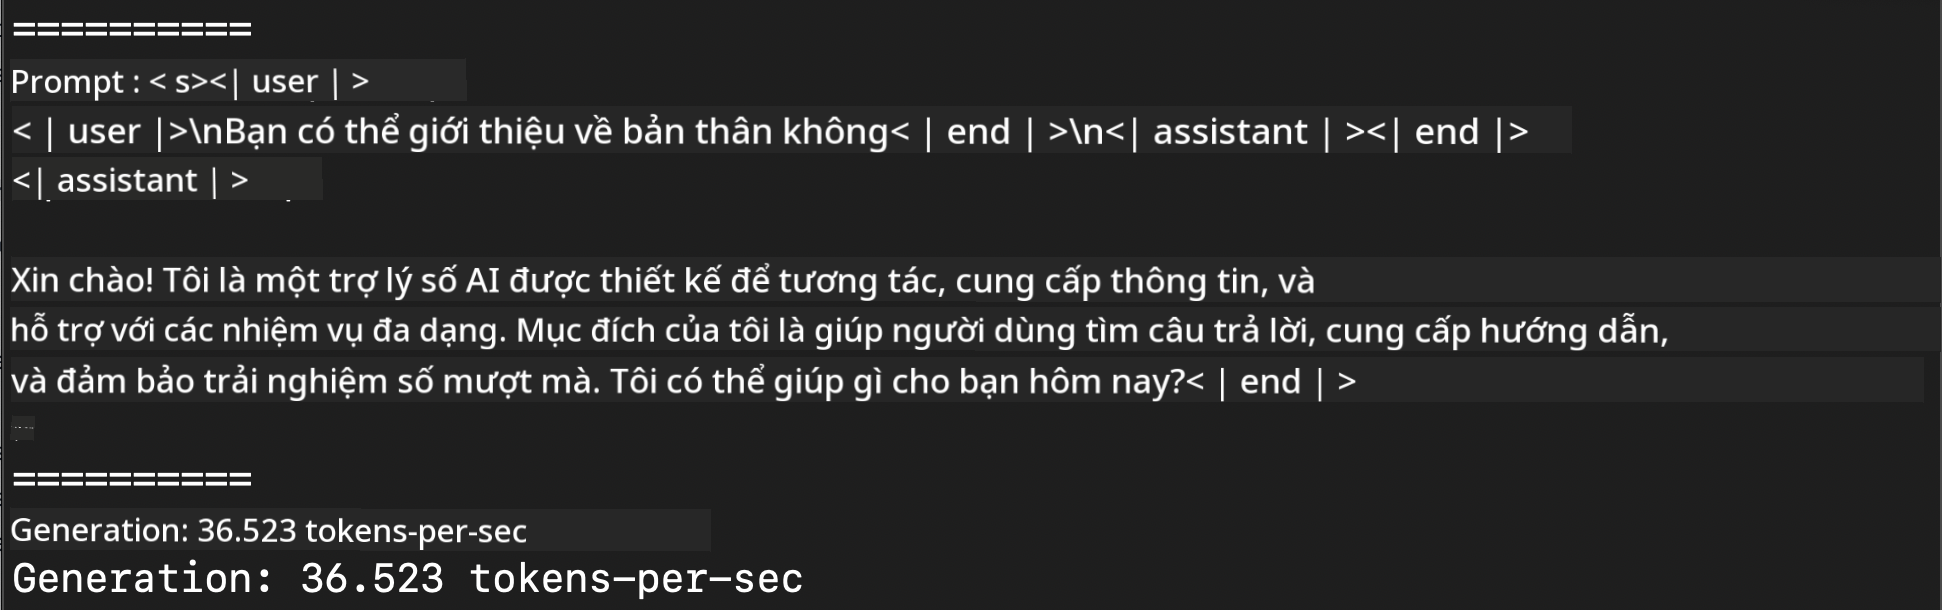 ==========
Prompt : < s><| user | >
< | user |>\nBạn có thể giới thiệu về bản thân không< | end | >\n<| assistant | ><| end |>
<| assistant | >
Xin chào! Tôi là một trợ lý số AI được thiết kế để tương tác, cung cấp thông tin, và
hỗ trợ với các nhiệm vụ đa dạng. Mục đích của tôi là giúp người dùng tìm câu trả lời, cung cấp hướng dẫn,
và đảm bảo trải nghiệm số mượt mà. Tôi có thể giúp gì cho bạn hôm nay?< | end | >
==========
Generation: 36.523 tokens-per-sec
Generation: 36.523 tokens-per-sec